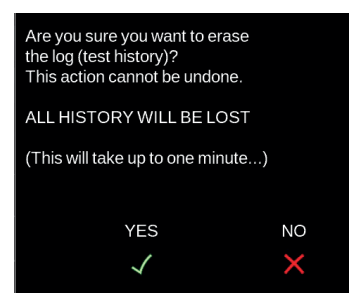 Are you sure you want to erase
the log (test history)?
This action cannot be undone.
ALL HISTORY WILL BE LOST
(This will take up to one minute...)
YES NO